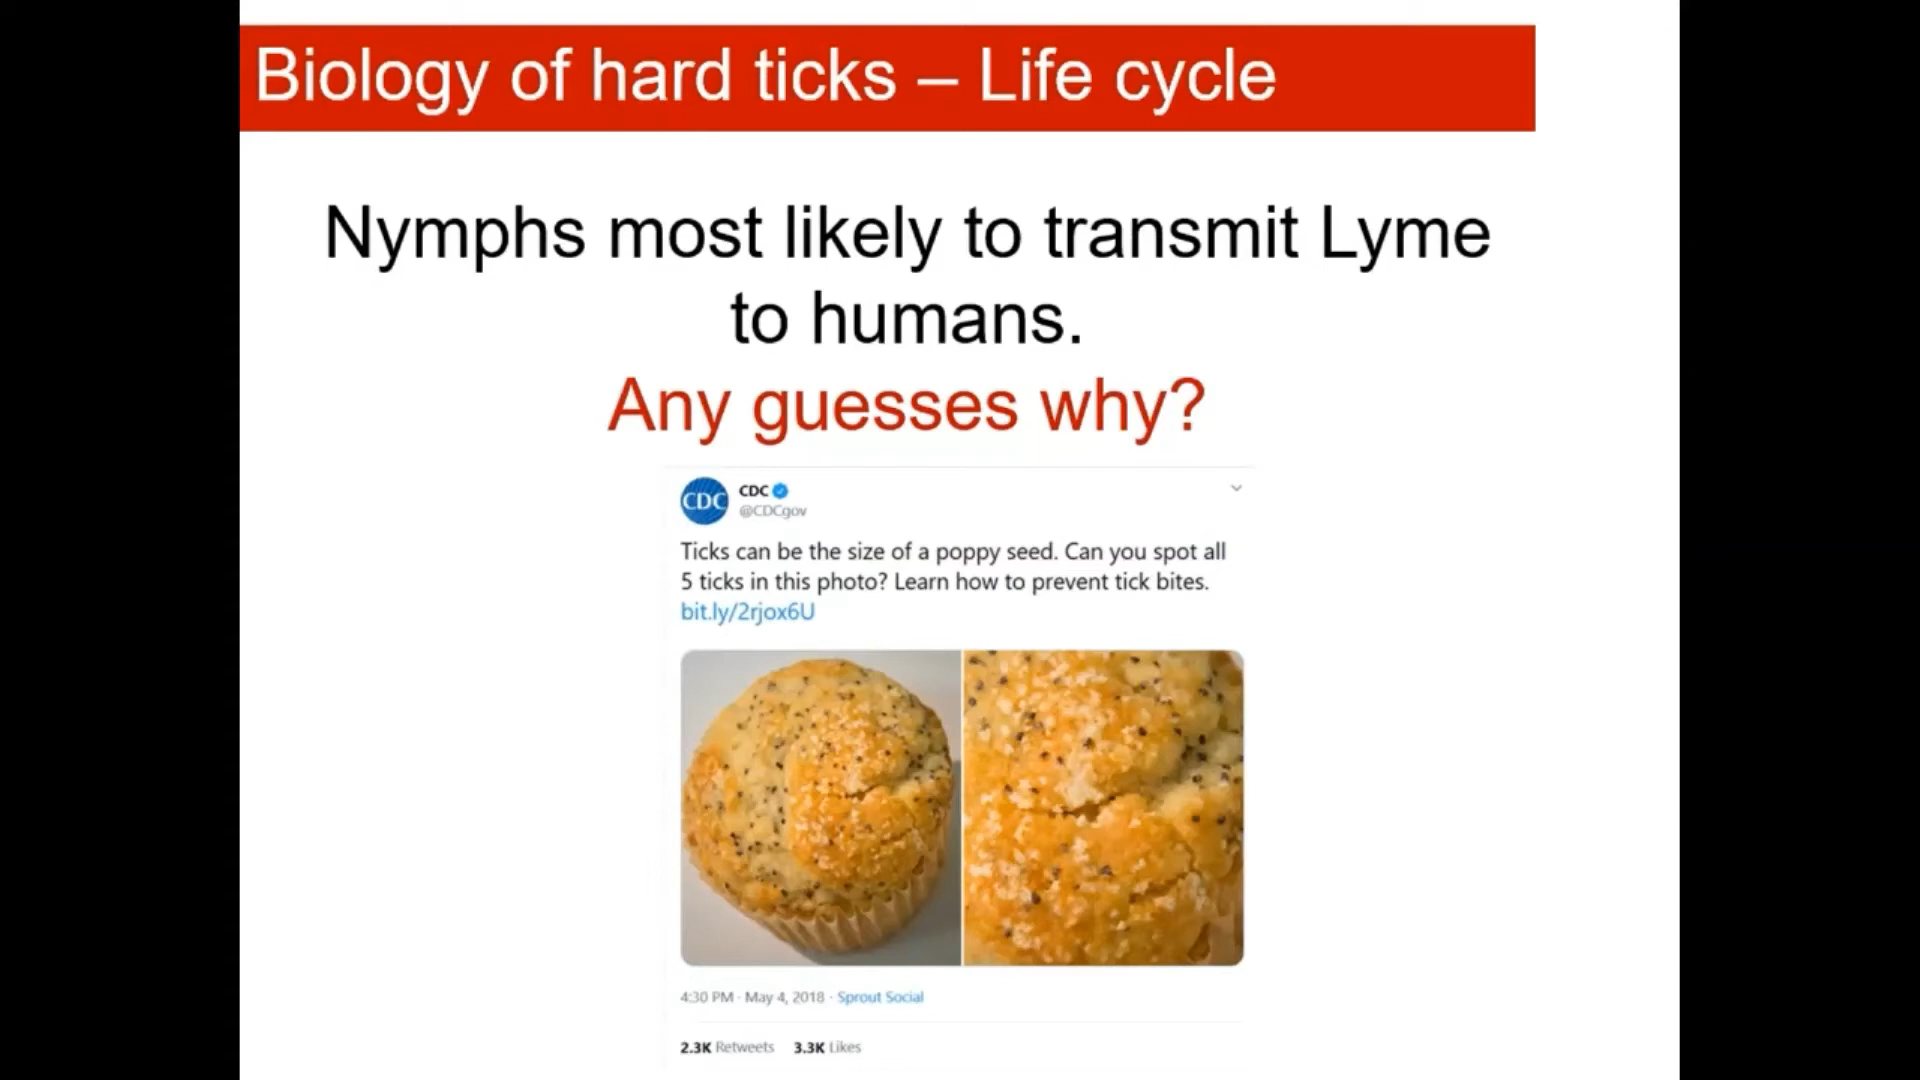 Biology of hard ticks – Life cycle
Nymphs most likely to transmit Lyme
to humans.
Any guesses why?
CDC
CDC
@CDCgov
Ticks can be the size of a poppy seed. Can you spot all
5 ticks in this photo? Learn how to prevent tick bites.
bit.ly/2rjox6U
4:30 PM · May 4, 2018 · Sprout Social
2.3K Retweets 3.3K Likes